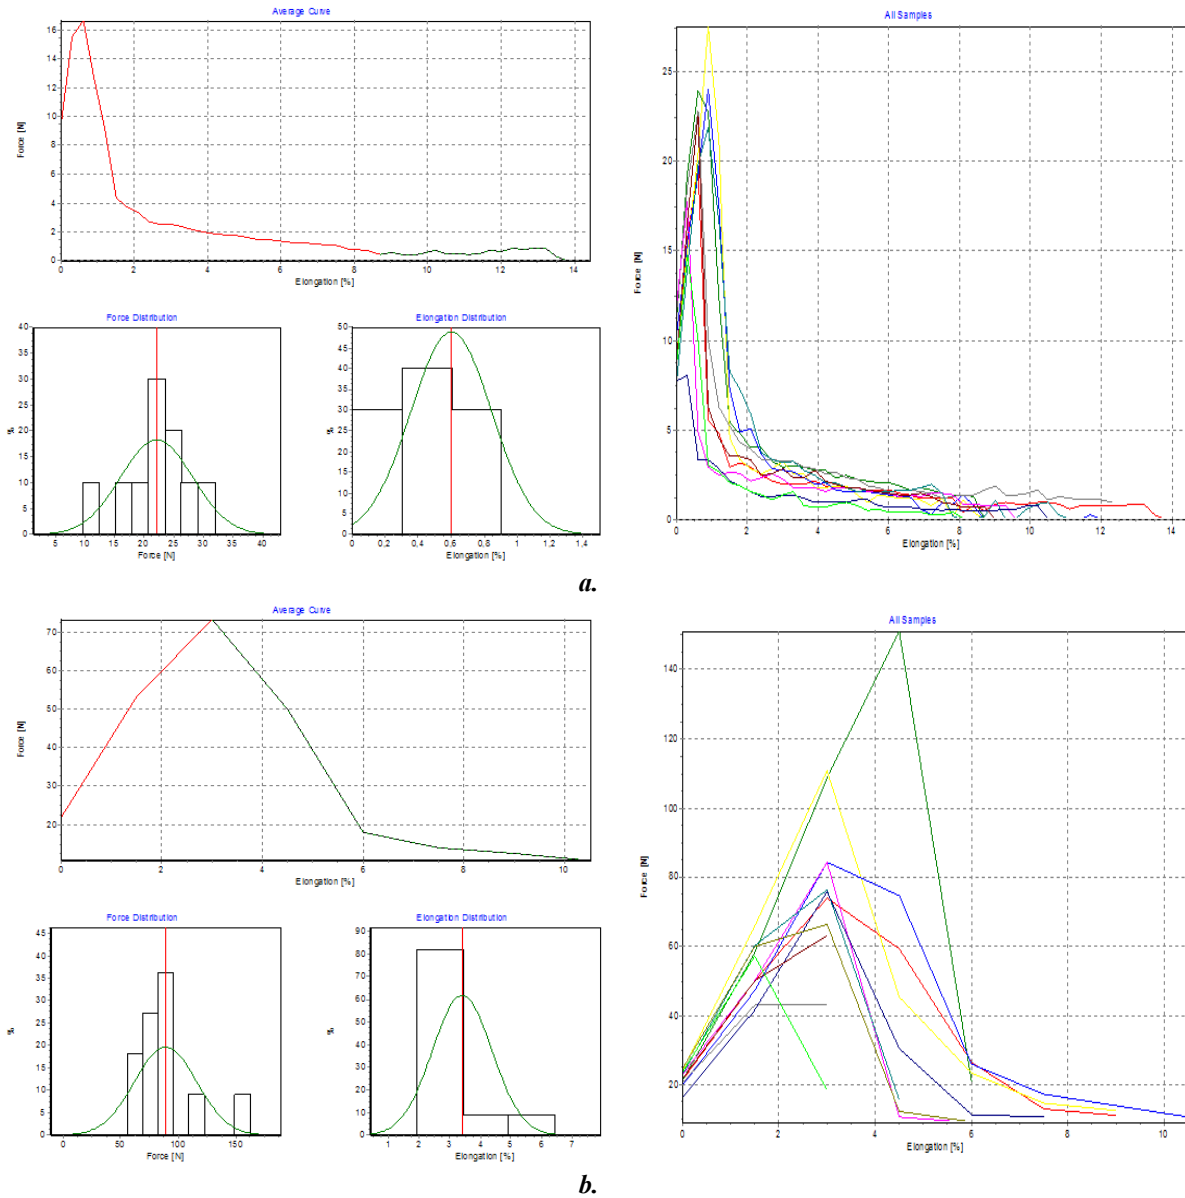 Average Curve
Force [N]
16
14
12
10
8
6
4
2
0
0 2 4 6 8 10 12 14
Elongation [%]
Force Distribution
%
40
35
30
25
20
15
10
5
0
5 10 15 20 25 30 35 40
Force [N]
Elongation Distribution
%
50
45
40
35
30
25
20
15
10
5
0
0 0,2 0,4 0,6 0,8 1 1,2 1,4
Elongation [%]
All Samples
Force [N]
25
20
15
10
5
0
0 2 4 6 8 10 12 14
Elongation [%]
a.
Average Curve
Force [N]
70
60
50
40
30
20
0 2 4 6 8 10
Elongation [%]
Force Distribution
%
45
40
35
30
25
20
15
10
5
0
0 50 100 150
Force [N]
Elongation Distribution
%
90
80
70
60
50
40
30
20
10
0
1 2 3 4 5 6 7
Elongation [%]
All Samples
Force [N]
140
120
100
80
60
40
20
0 2 4 6 8 10
Elongation [%]
b.